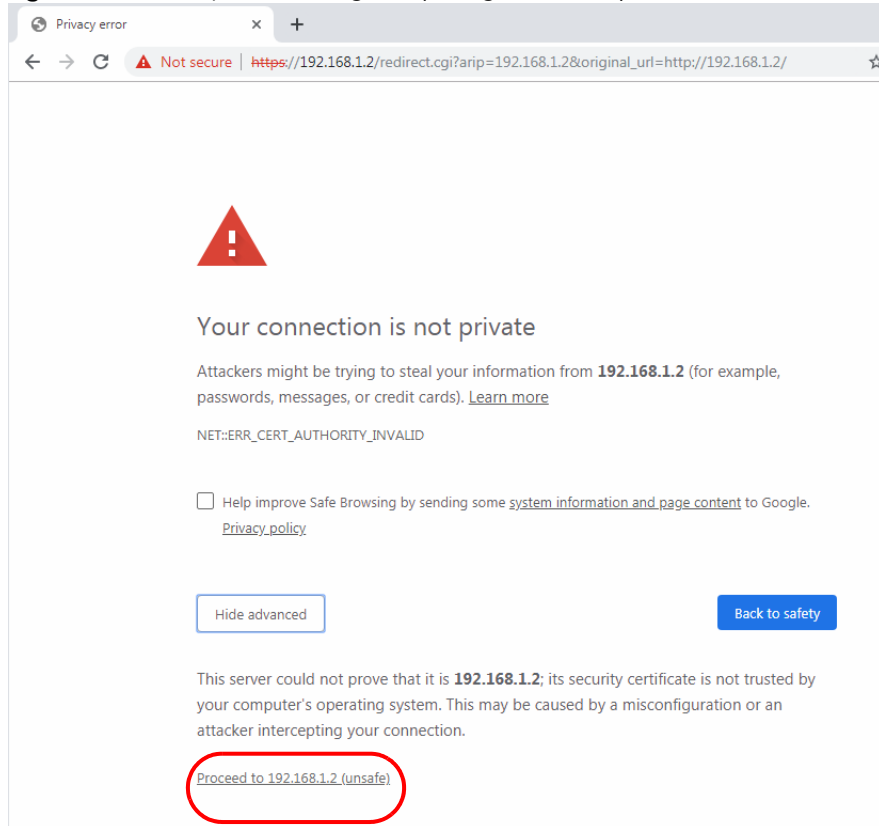 Privacy error
Not secure | https://192.168.1.2/redirect.cgi?arip=192.168.1.2&original_url=http://192.168.1.2/
Your connection is not private
Attackers might be trying to steal your information from 192.168.1.2 (for example,
passwords, messages, or credit cards). Learn more
NET::ERR_CERT_AUTHORITY_INVALID
Help improve Safe Browsing by sending some system information and page content to Google.
Privacy policy
Hide advanced
Back to safety
This server could not prove that it is 192.168.1.2; its security certificate is not trusted by
your computer's operating system. This may be caused by a misconfiguration or an
attacker intercepting your connection.
Proceed to 192.168.1.2 (unsafe)